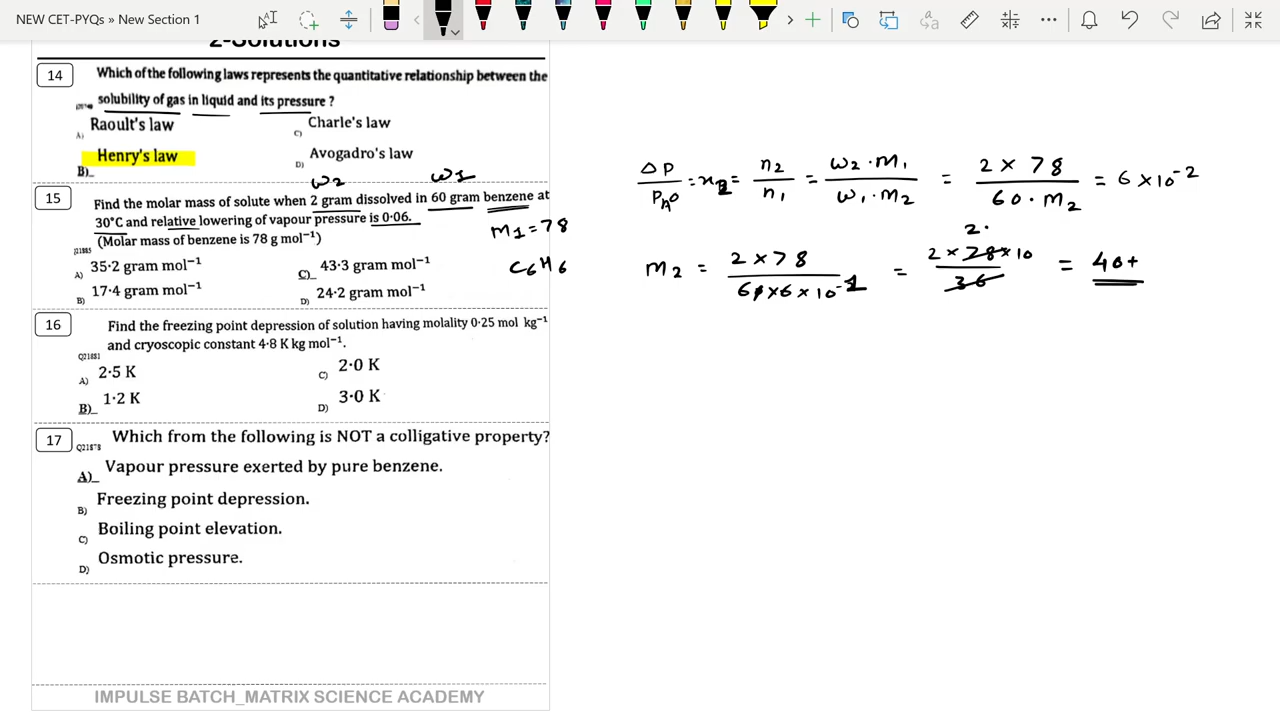 NEW CET-PYQs » New Section 1
2-Solutions
14 Which of the following laws represents the quantitative relationship between the
solubility of gas in liquid and its pressure ?
A) Raoult's law
C) Charle's law
B) Henry's law
D) Avogadro's law
w2 w1
15 Find the molar mass of solute when 2 gram dissolved in 60 gram benzene at
30°C and relative lowering of vapour pressure is 0·06.
(Molar mass of benzene is 78 g mol⁻¹)
M1 = 78
C6H6
A) 35·2 gram mol⁻¹
C) 43·3 gram mol⁻¹
B) 17·4 gram mol⁻¹
D) 24·2 gram mol⁻¹
16 Find the freezing point depression of solution having molality 0·25 mol kg⁻¹
Q21881 and cryoscopic constant 4·8 K kg mol⁻¹.
A) 2·5 K
C) 2·0 K
B) 1·2 K
D) 3·0 K
17 Q21878 Which from the following is NOT a colligative property?
A) Vapour pressure exerted by pure benzene.
B) Freezing point depression.
C) Boiling point elevation.
D) Osmotic pressure.
IMPULSE BATCH_MATRIX SCIENCE ACADEMY
ΔP/PA° = x2 = n2/n1 = w2·M1/w1·M2 = 2 × 78/60·M2 = 6 × 10⁻²
M2 = 2 × 78/6 × 6 × 10⁻¹ = 2 × 78 × 10/36 = 40+
2·